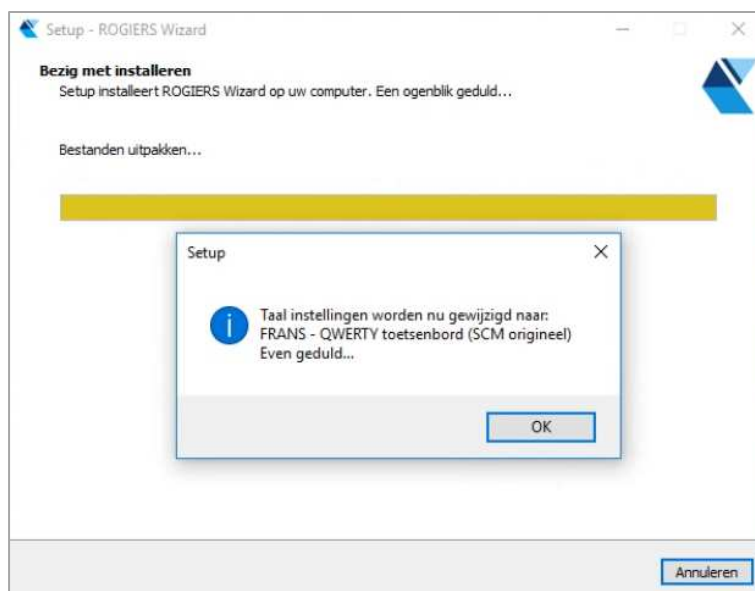 Setup - ROGIERS Wizard
Bezig met installeren
Setup installeert ROGIERS Wizard op uw computer. Een ogenblik geduld...
Bestanden uitpakken...
Setup
Taal instellingen worden nu gewijzigd naar:
FRANS - QWERTY toetsenbord (SCM origineel)
Even geduld...
OK
Annuleren